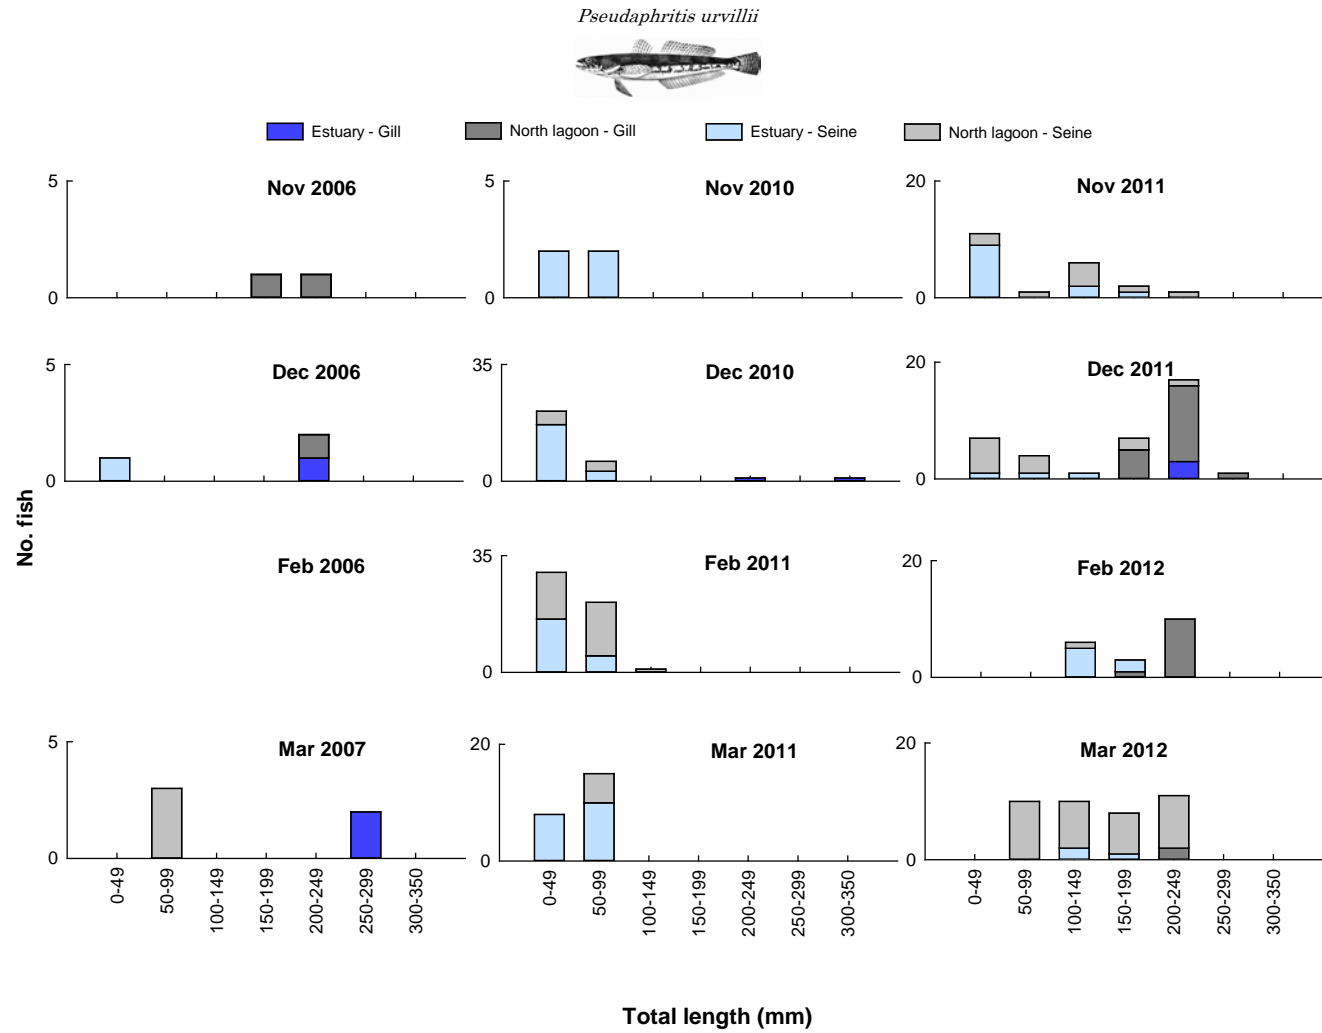 Pseudaphritis urvillii
Estuary - Gill North lagoon - Gill Estuary - Seine North lagoon - Seine
5 Nov 2006 0
5 Nov 2010 0
20 Nov 2011 0
5 Dec 2006 0
35 Dec 2010 0
20 Dec 2011 0
No. fish
Feb 2006
35 Feb 2011 0
20 Feb 2012 0
5 Mar 2007 0
20 Mar 2011 0
20 Mar 2012 0
0-49 50-99 100-149 150-199 200-249 250-299 300-350
0-49 50-99 100-149 150-199 200-249 250-299 300-350
0-49 50-99 100-149 150-199 200-249 250-299 300-350
Total length (mm)